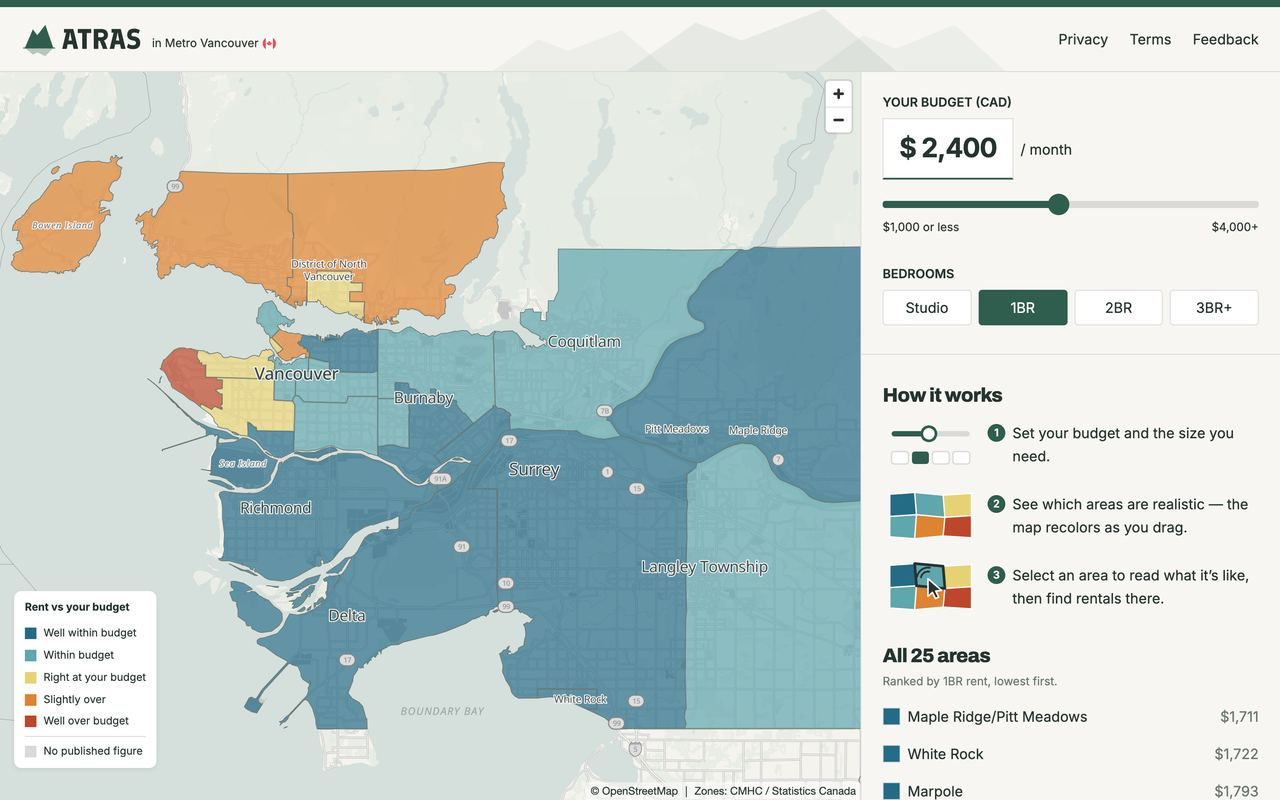 ATRAS in Metro Vancouver 🇨🇦
Privacy Terms Feedback
99
Bowen Island
District of North
Vancouver
Coquitlam
Vancouver
Burnaby
7B
Pitt Meadows
Maple Ridge
17
Sea Island
Surrey
1
7
91A
15
Richmond
91
Langley Township
10
99
Delta
17
White Rock
15
BOUNDARY BAY
99
5
+
−
Rent vs your budget
Well within budget
Within budget
Right at your budget
Slightly over
Well over budget
No published figure
© OpenStreetMap | Zones: CMHC / Statistics Canada
YOUR BUDGET (CAD)
$ 2,400 / month
$1,000 or less $4,000+
BEDROOMS
Studio 1BR 2BR 3BR+
How it works
1 Set your budget and the size you
need.
2 See which areas are realistic — the
map recolors as you drag.
3 Select an area to read what it’s like,
then find rentals there.
All 25 areas
Ranked by 1BR rent, lowest first.
Maple Ridge/Pitt Meadows $1,711
White Rock $1,722
Marpole $1,793